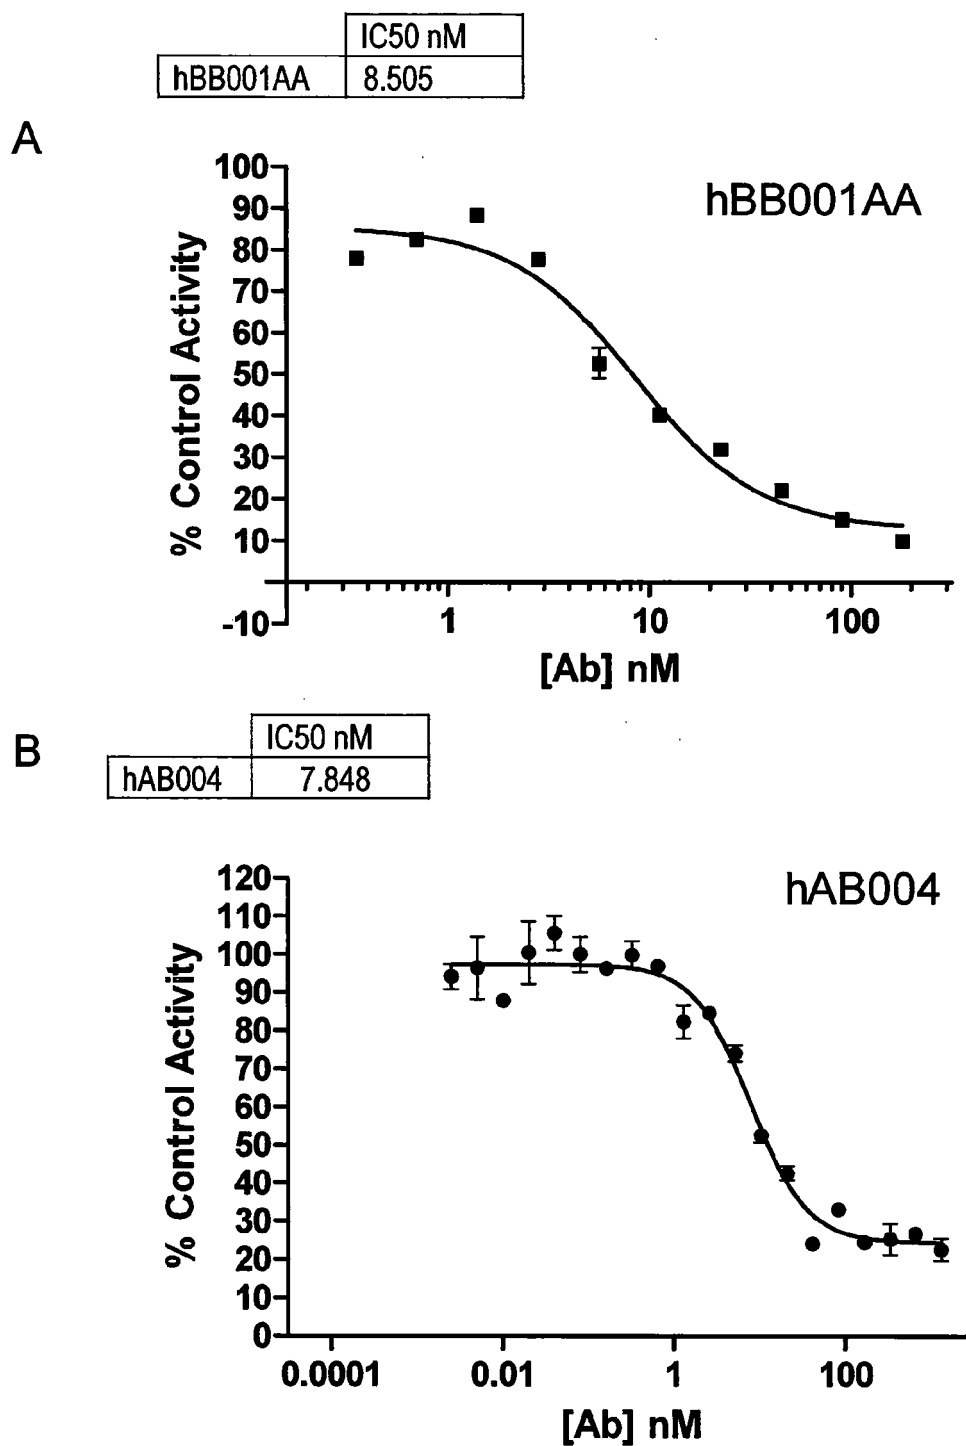 IC50 nM
hBB001AA 8.505
A
hBB001AA
100
90
80
70
60
50
40
30
20
10
-10
% Control Activity
1 10 100
[Ab] nM
B
IC50 nM
hAB004 7.848
hAB004
120
110
100
90
80
70
60
50
40
30
20
10
0
% Control Activity
0.0001 0.01 1 100
[Ab] nM